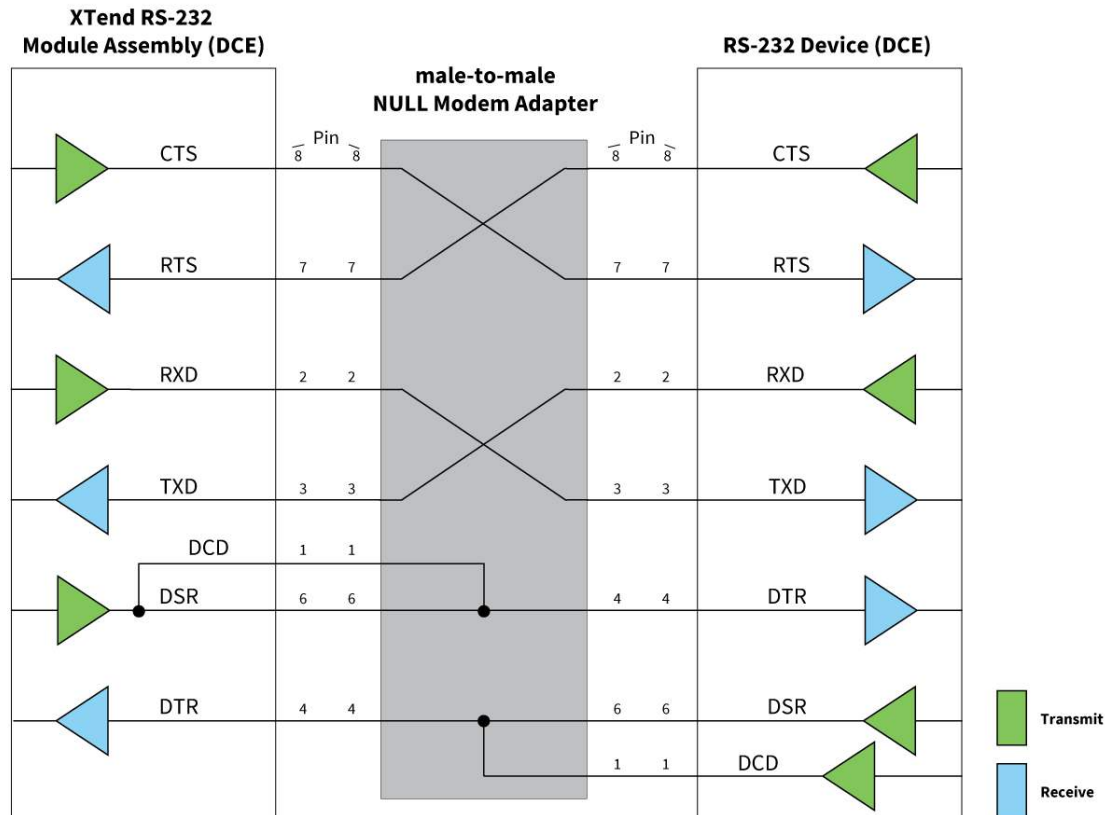 XTend RS-232
Module Assembly (DCE)
male-to-male
NULL Modem Adapter
RS-232 Device (DCE)
CTS 8 Pin 8 8 Pin 8 CTS
RTS 7 7 7 7 RTS
RXD 2 2 2 2 RXD
TXD 3 3 3 3 TXD
DCD 1 1
DSR 6 6 4 4 DTR
DTR 4 4 6 6 DSR
1 1 DCD
Transmit
Receive